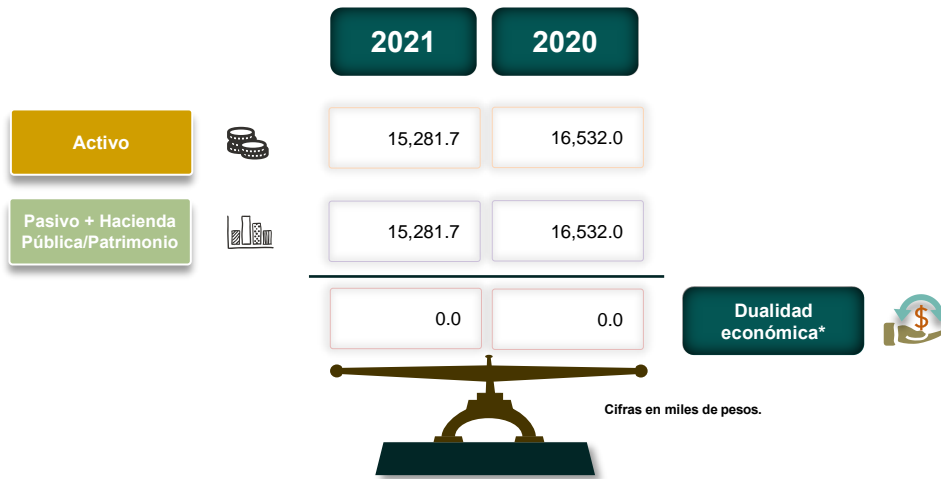 2021 2020
Activo 15,281.7 16,532.0
Pasivo + Hacienda
Pública/Patrimonio 15,281.7 16,532.0
0.0 0.0
Dualidad
económica*
$
Cifras en miles de pesos.